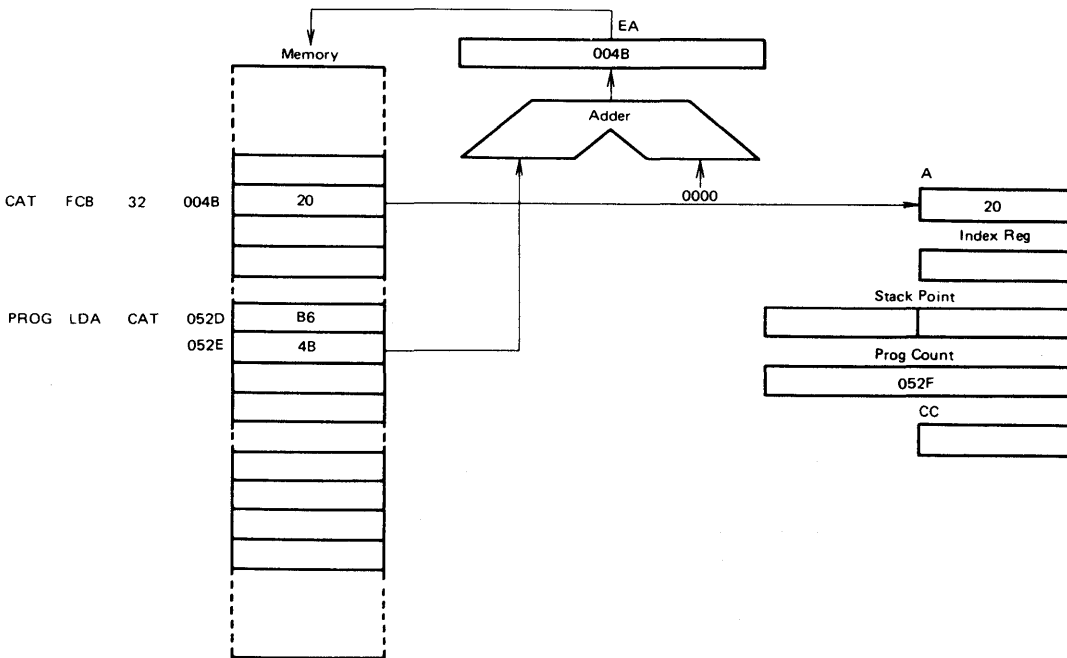 EA
004B
Memory
Adder
0000
A
CAT FCB 32 004B 20
20
Index Reg
Stack Point
PROG LDA CAT 052D B6
052E 4B
Prog Count
052F
CC